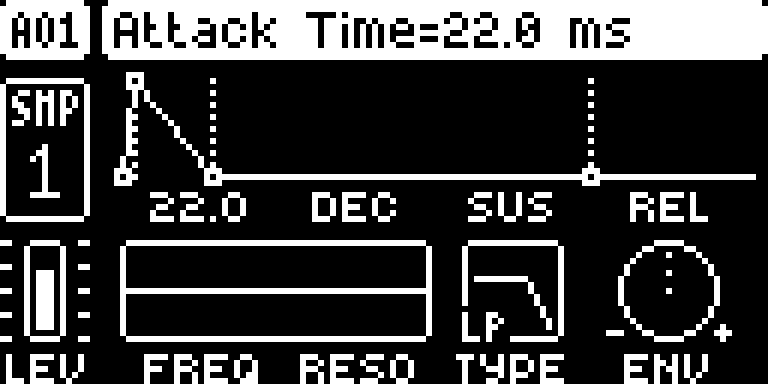 A01 Attack Time=22.0 ms
SMP
1
22.0 DEC SUS REL
LP
- +
LEV FREQ RESO TYPE ENV